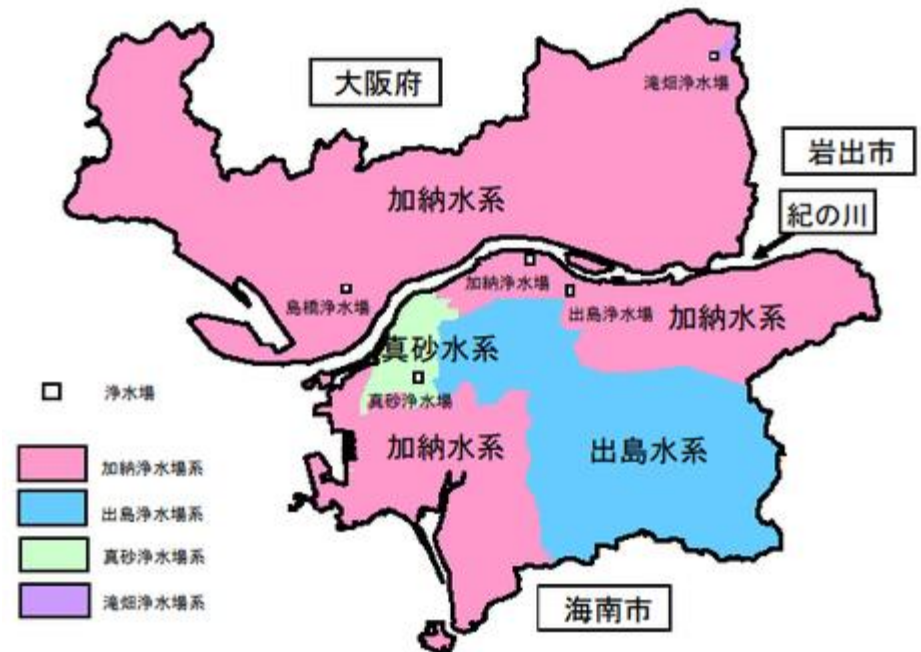 大阪府
滝畑浄水場
岩出市
加納水系
紀の川
加納浄水場
島橋浄水場
出島浄水場
加納水系
真砂水系
浄水場
真砂浄水場
加納水系
出島水系
加納浄水場系
出島浄水場系
真砂浄水場系
滝畑浄水場系
海南市